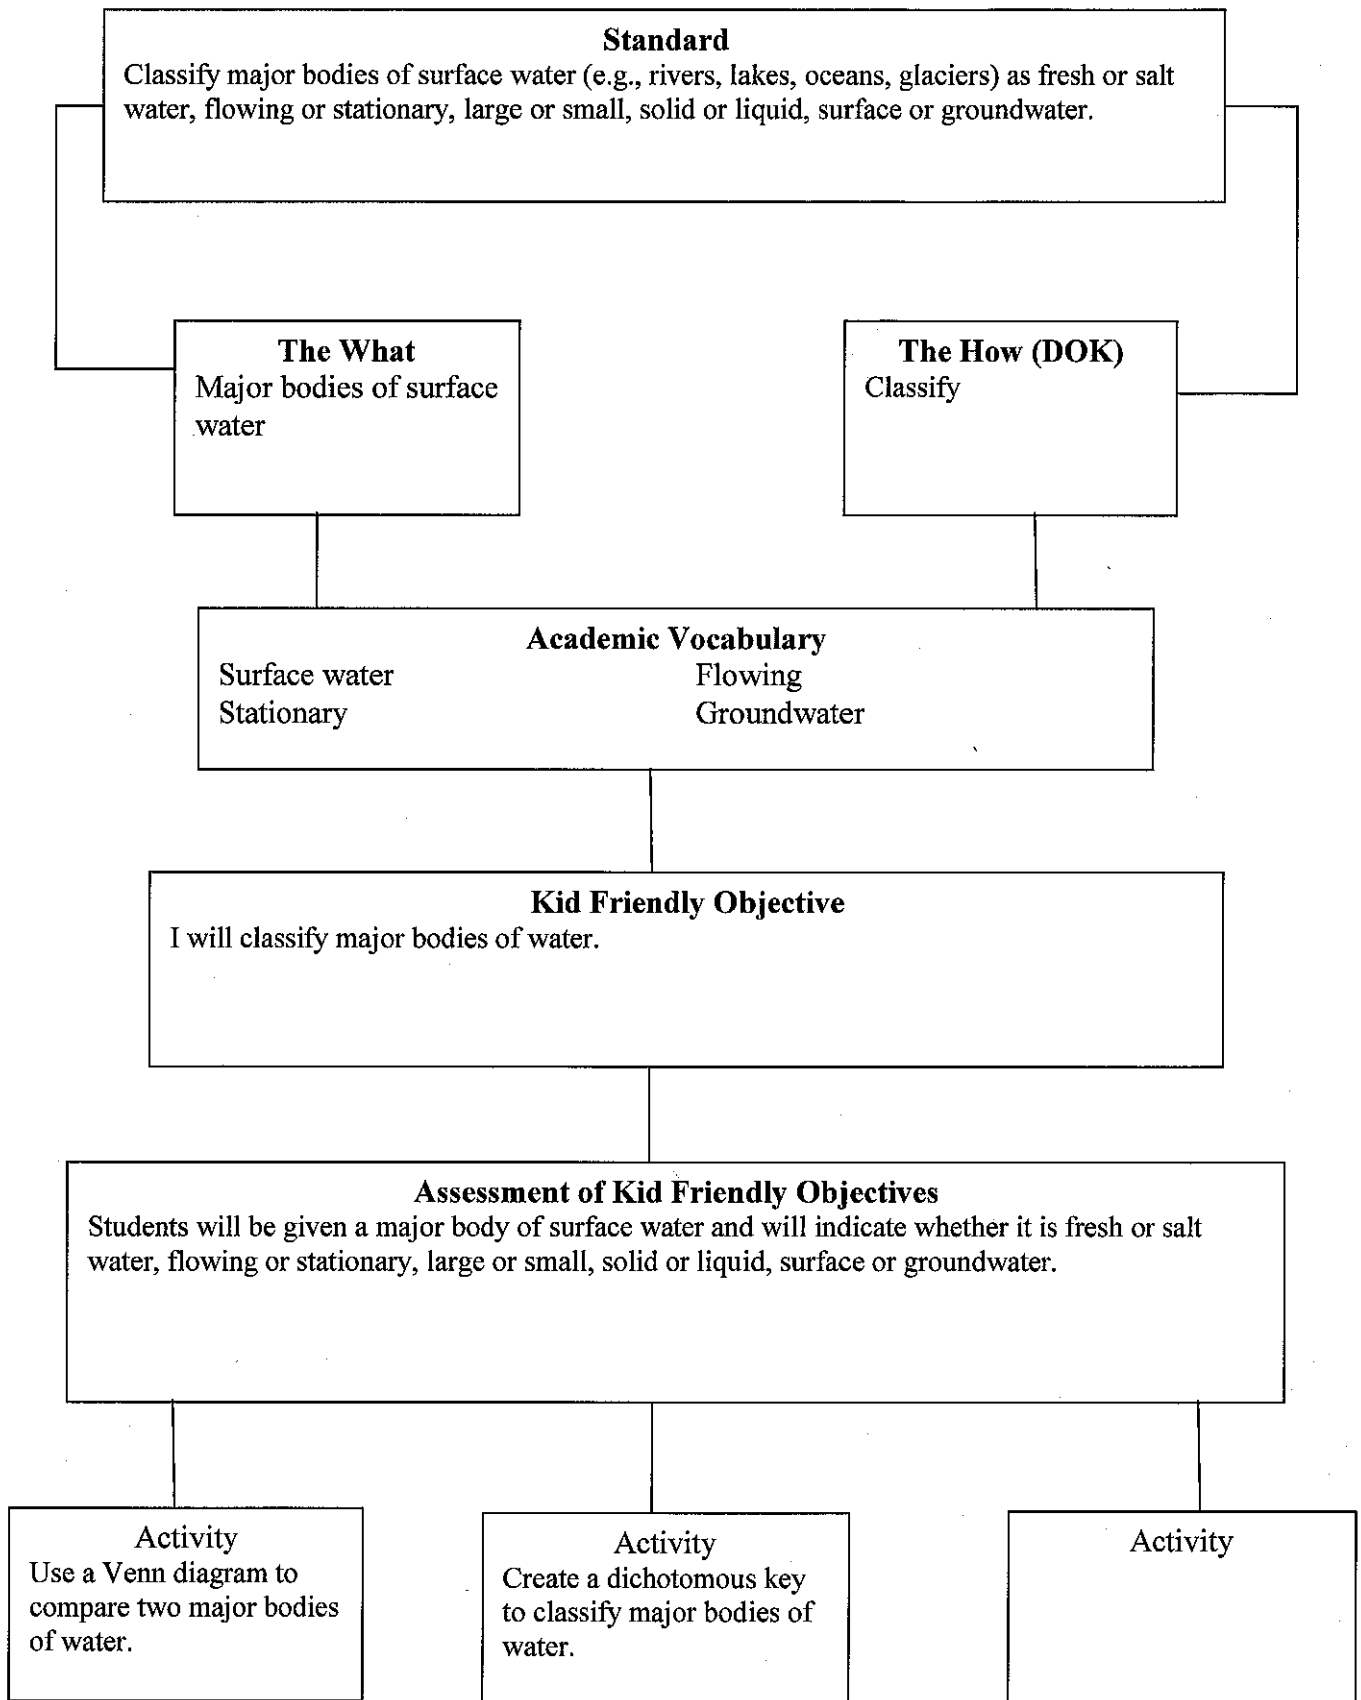 Standard
Classify major bodies of surface water (e.g., rivers, lakes, oceans, glaciers) as fresh or salt
water, flowing or stationary, large or small, solid or liquid, surface or groundwater.
The What
Major bodies of surface
water
The How (DOK)
Classify
Academic Vocabulary
Surface water
Flowing
Stationary
Groundwater
Kid Friendly Objective
I will classify major bodies of water.
Assessment of Kid Friendly Objectives
Students will be given a major body of surface water and will indicate whether it is fresh or salt
water, flowing or stationary, large or small, solid or liquid, surface or groundwater.
Activity
Use a Venn diagram to
compare two major bodies
of water.
Activity
Create a dichotomous key
to classify major bodies of
water.
Activity